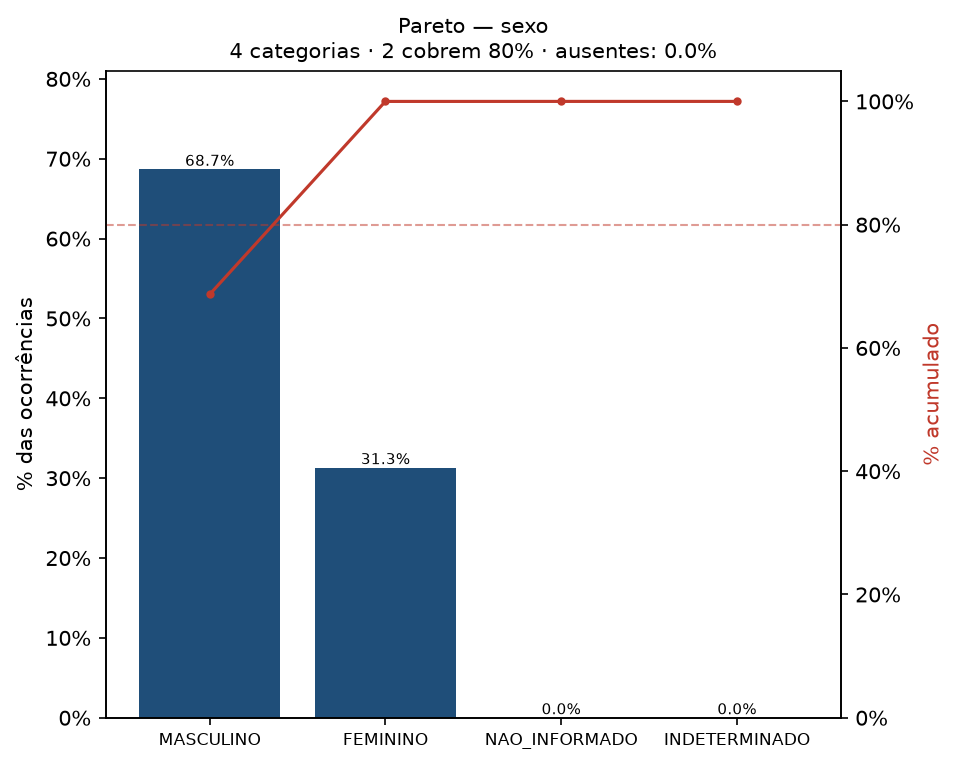 Pareto — sexo
4 categorias · 2 cobrem 80% · ausentes: 0.0%
% das ocorrências
80%
70%
60%
50%
40%
30%
20%
10%
0%
68.7%
31.3%
0.0%
0.0%
MASCULINO
FEMININO
NAO_INFORMADO
INDETERMINADO
100%
80%
60%
40%
20%
0%
% acumulado